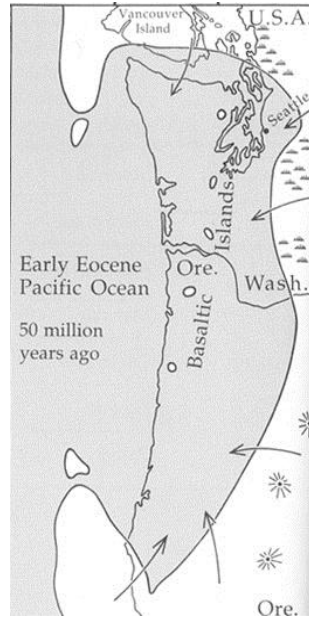 Vancouver
Island
U.S.A.
Seattle
Islands
Early Eocene
Pacific Ocean
Ore.
Wash.
Basaltic
50 million
years ago
Ore.